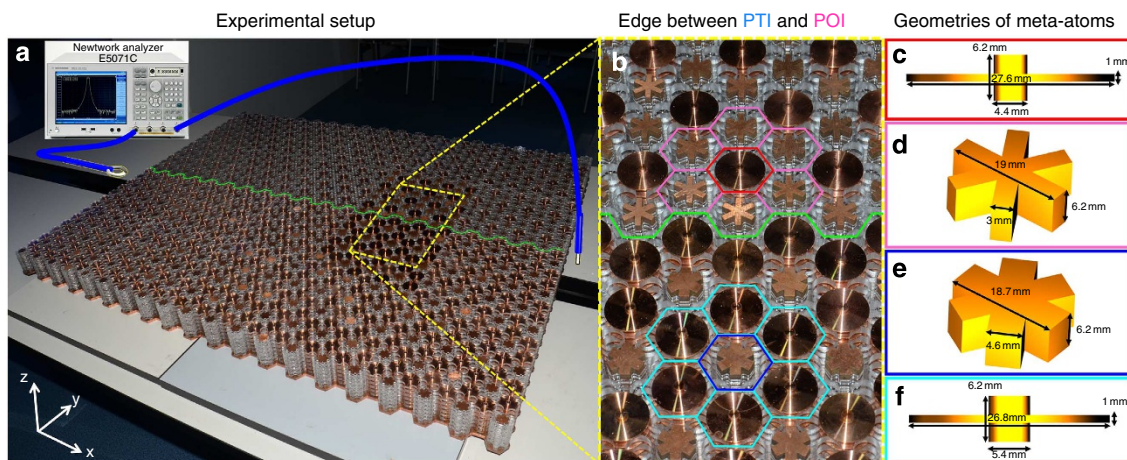 Experimental setup
Edge between PTI and POI
Geometries of meta-atoms
a
Newtwork analyzer
E5071C
z
y
x
b
c
6.2 mm
1 mm
27.6 mm
4.4 mm
d
19 mm
6.2 mm
3 mm
e
18.7 mm
6.2 mm
4.6 mm
f
6.2 mm
1 mm
26.8 mm
5.4 mm